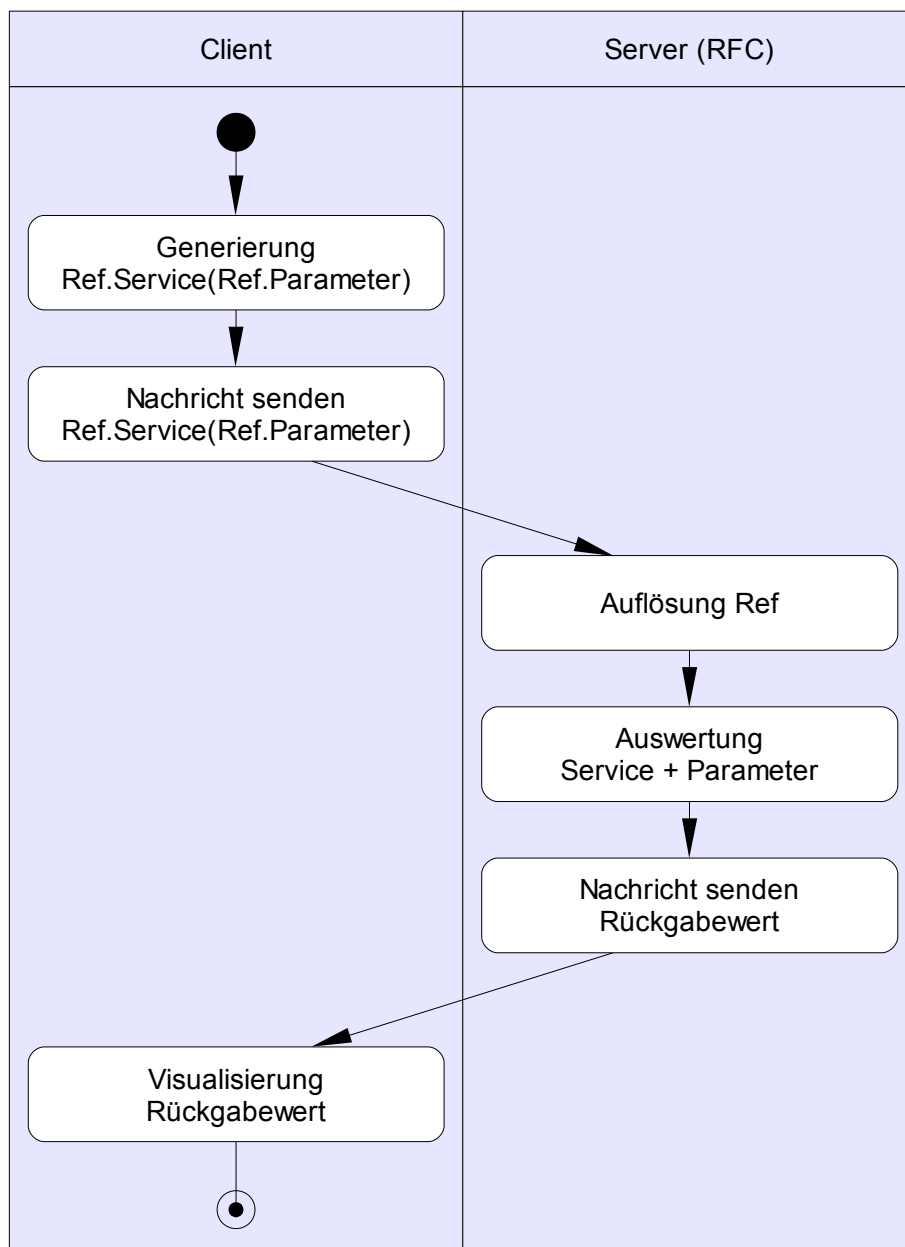 Client
Server (RFC)
Generierung
Ref.Service(Ref.Parameter)
Nachricht senden
Ref.Service(Ref.Parameter)
Auflösung Ref
Auswertung
Service + Parameter
Nachricht senden
Rückgabewert
Visualisierung
Rückgabewert